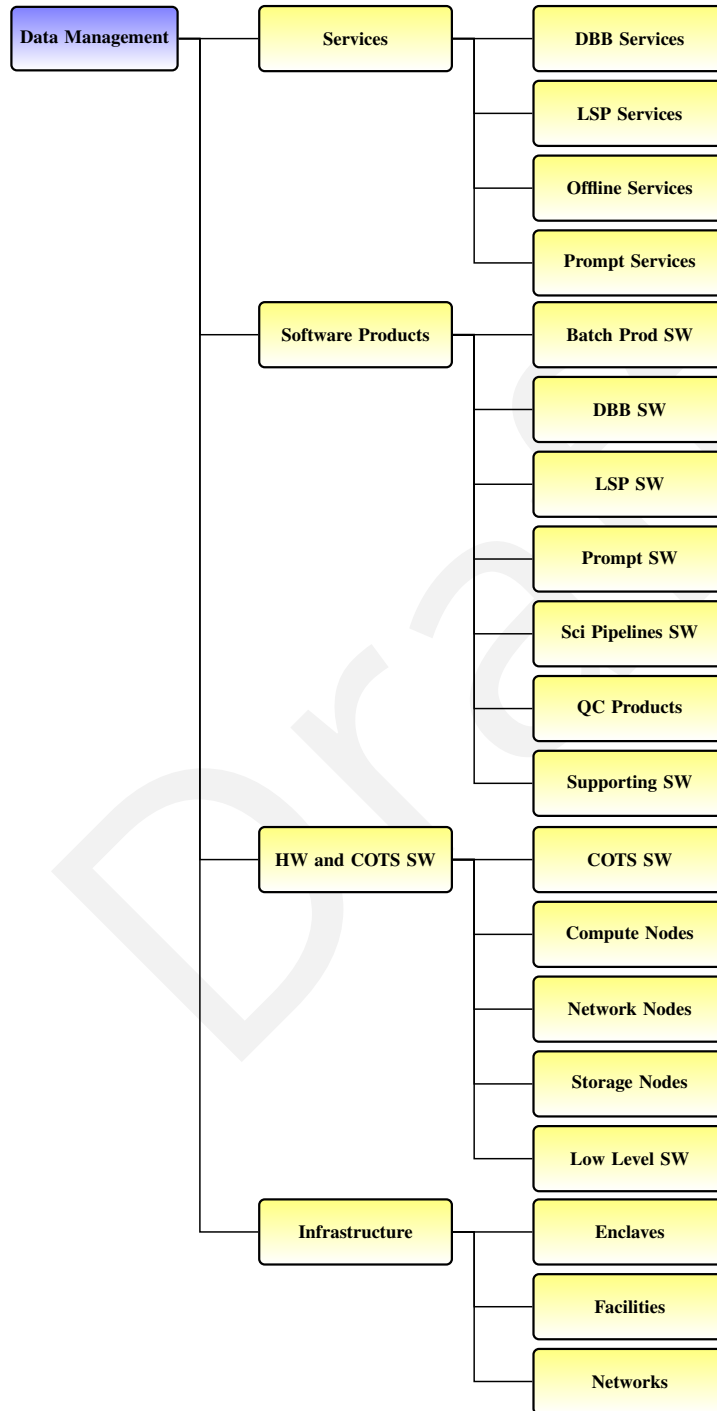 Data Management
Services
DBB Services
LSP Services
Offline Services
Prompt Services
Software Products
Batch Prod SW
DBB SW
LSP SW
Prompt SW
Sci Pipelines SW
QC Products
Supporting SW
HW and COTS SW
COTS SW
Compute Nodes
Network Nodes
Storage Nodes
Low Level SW
Infrastructure
Enclaves
Facilities
Networks
Draft